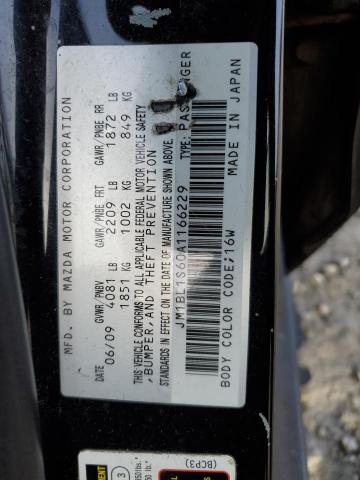 MFD. BY MAZDA MOTOR CORPORATION
DATE GVWR/PNBV GAWR/PNBE FRT GAWR/PNBE RR
06/09 4081 LB 2209 LB 1872 LB
1851 KG 1002 KG 849 KG
THIS VEHICLE CONFORMS TO ALL APPLICABLE FEDERAL MOTOR VEHICLE SAFETY
,BUMPER, AND THEFT PREVENTION
STANDARDS IN EFFECT ON THE DATE OF MANUFACTURE SHOWN ABOVE.
JM1BL1S60A1166229 TYPE: PASSENGER
BODY COLOR CODE;16W MADE IN JAPAN
(BCP3)
3